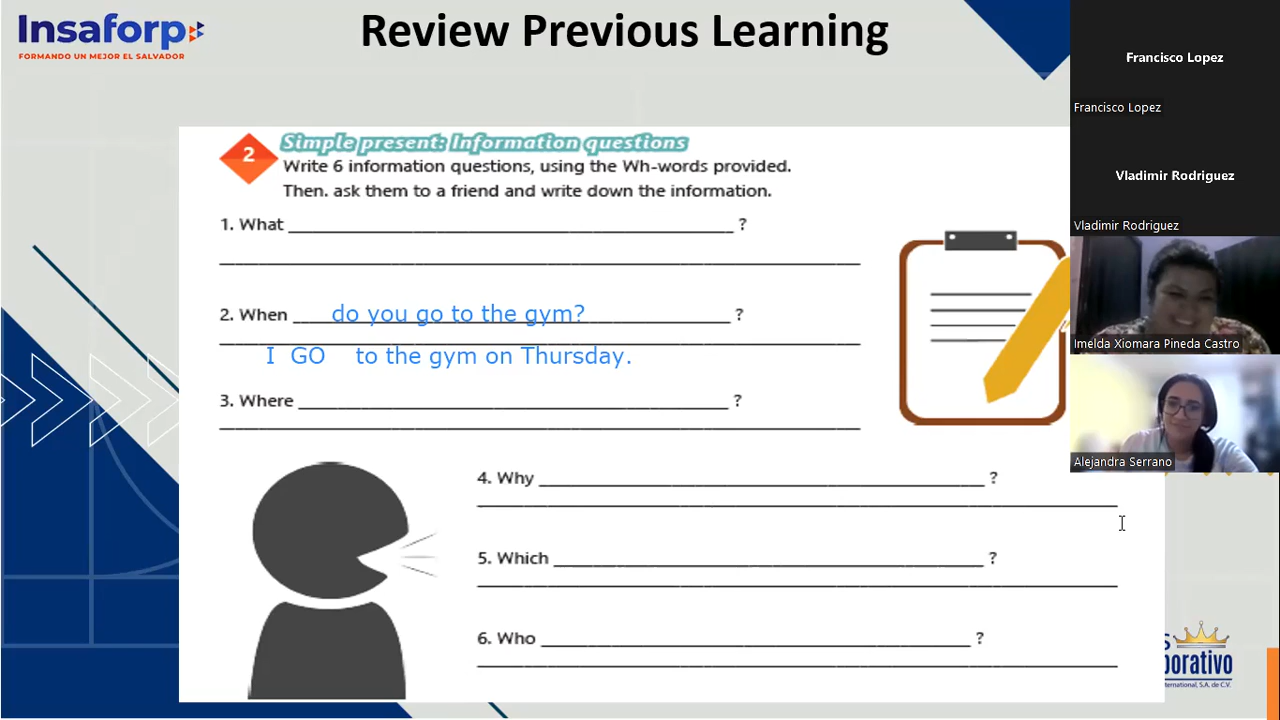 Insaforp
FORMANDO UN MEJOR EL SALVADOR
Review Previous Learning
2
Simple present: Information questions
Write 6 information questions, using the Wh-words provided.
Then. ask them to a friend and write down the information.
1. What ?
2. When do you go to the gym? ?
I GO to the gym on Thursday.
3. Where ?
4. Why ?
5. Which ?
6. Who ?
Francisco Lopez
Francisco Lopez
Vladimir Rodriguez
Vladimir Rodriguez
Imelda Xiomara Pineda Castro
Alejandra Serrano
International, S.A. de C.V.